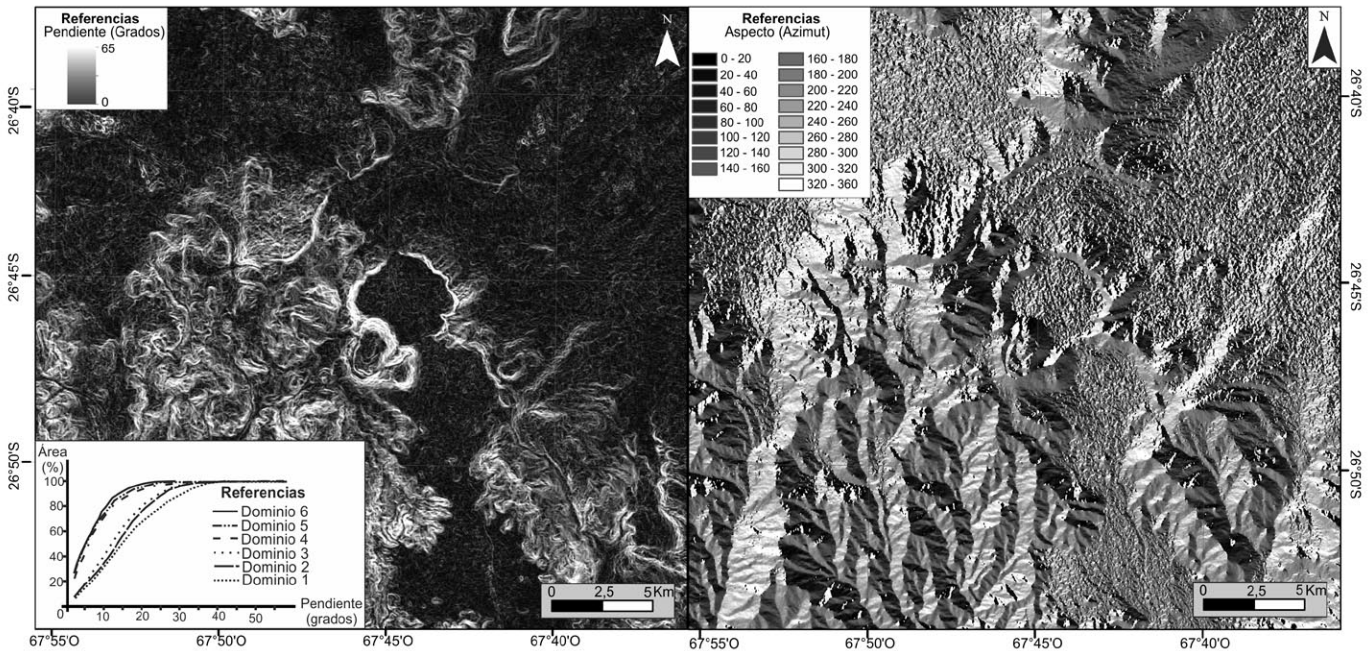 Referencias
Pendiente (Grados)
65
0
N
26°40'S
26°45'S
26°50'S
Área
(%)
100
80
60
40
20
0
10
20
30
40
50
Pendiente
(grados)
Referencias
Dominio 6
Dominio 5
Dominio 4
Dominio 3
Dominio 2
Dominio 1
0 2,5 5 Km
67°55'O 67°50'O 67°45'O 67°40'O
Referencias
Aspecto (Azimut)
0 - 20
20 - 40
40 - 60
60 - 80
80 - 100
100 - 120
120 - 140
140 - 160
160 - 180
180 - 200
200 - 220
220 - 240
240 - 260
260 - 280
280 - 300
300 - 320
320 - 360
N
26°40'S
26°45'S
26°50'S
0 2,5 5 Km
67°55'O 67°50'O 67°45'O 67°40'O